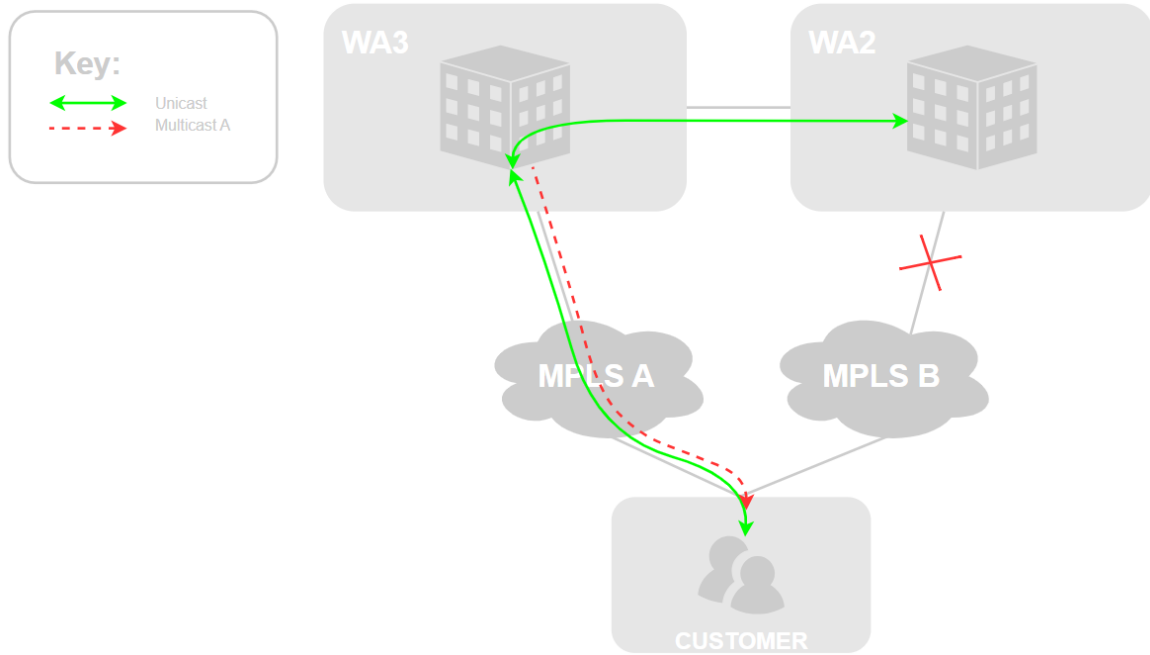 Key:
Unicast
Multicast A
WA3
WA2
MPLS A
MPLS B
CUSTOMER